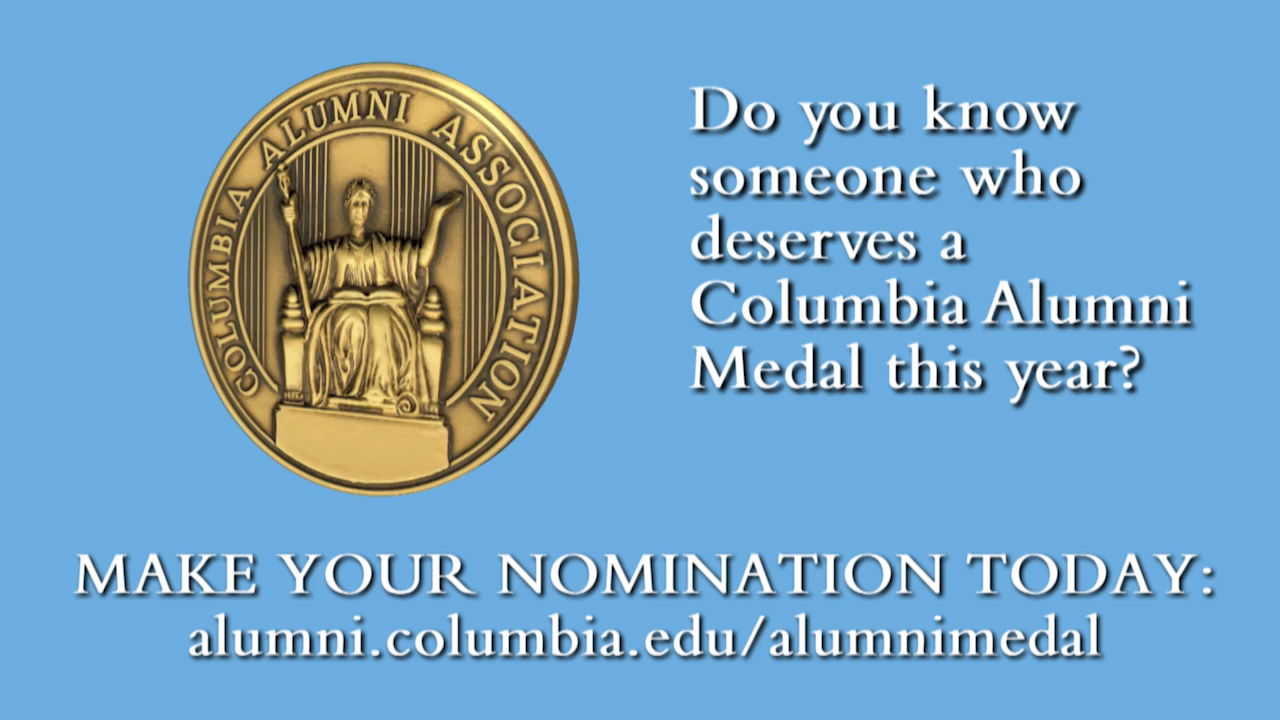 COLUMBIA ALUMNI ASSOCIATION
Do you know
someone who
deserves a
Columbia Alumni
Medal this year?
MAKE YOUR NOMINATION TODAY:
alumni.columbia.edu/alumnimedal